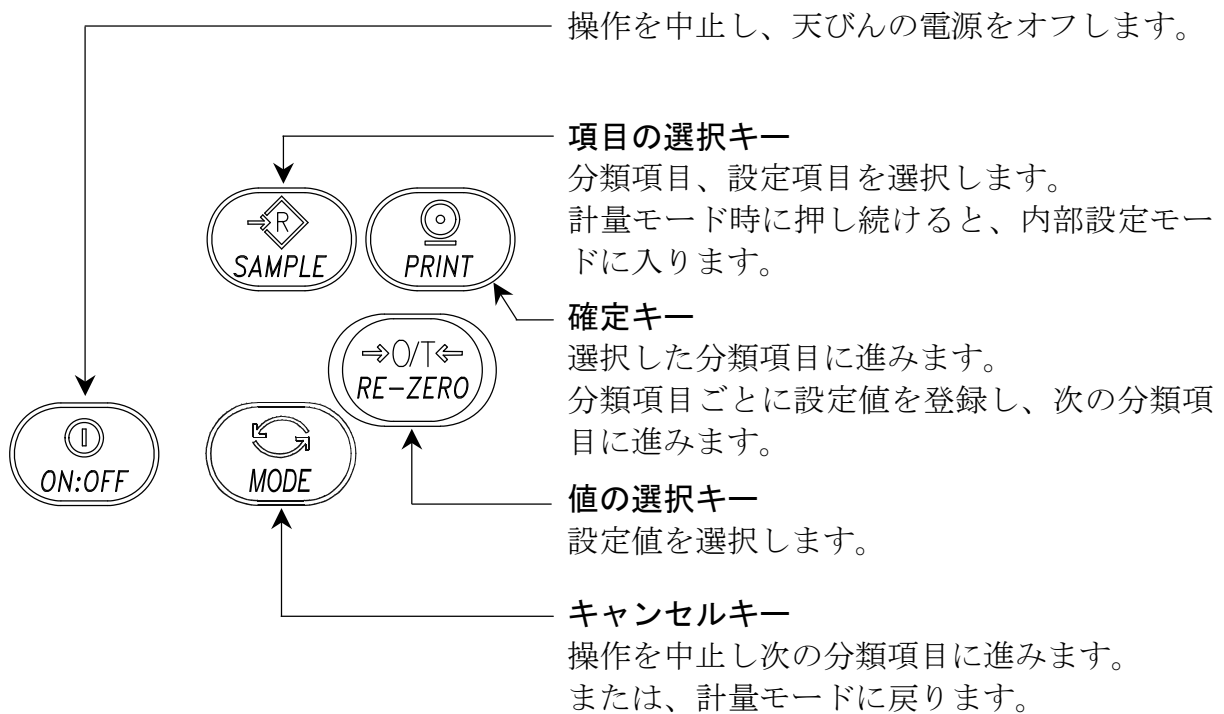 操作を中止し、天びんの電源をオフします。
項目の選択キー
分類項目、設定項目を選択します。
計量モード時に押し続けると、内部設定モー
ドに入ります。
R
SAMPLE
PRINT
確定キー
選択した分類項目に進みます。
分類項目ごとに設定値を登録し、次の分類項
目に進みます。
→O/T←
RE-ZERO
ON:OFF
MODE
値の選択キー
設定値を選択します。
キャンセルキー
操作を中止し次の分類項目に進みます。
または、計量モードに戻ります。